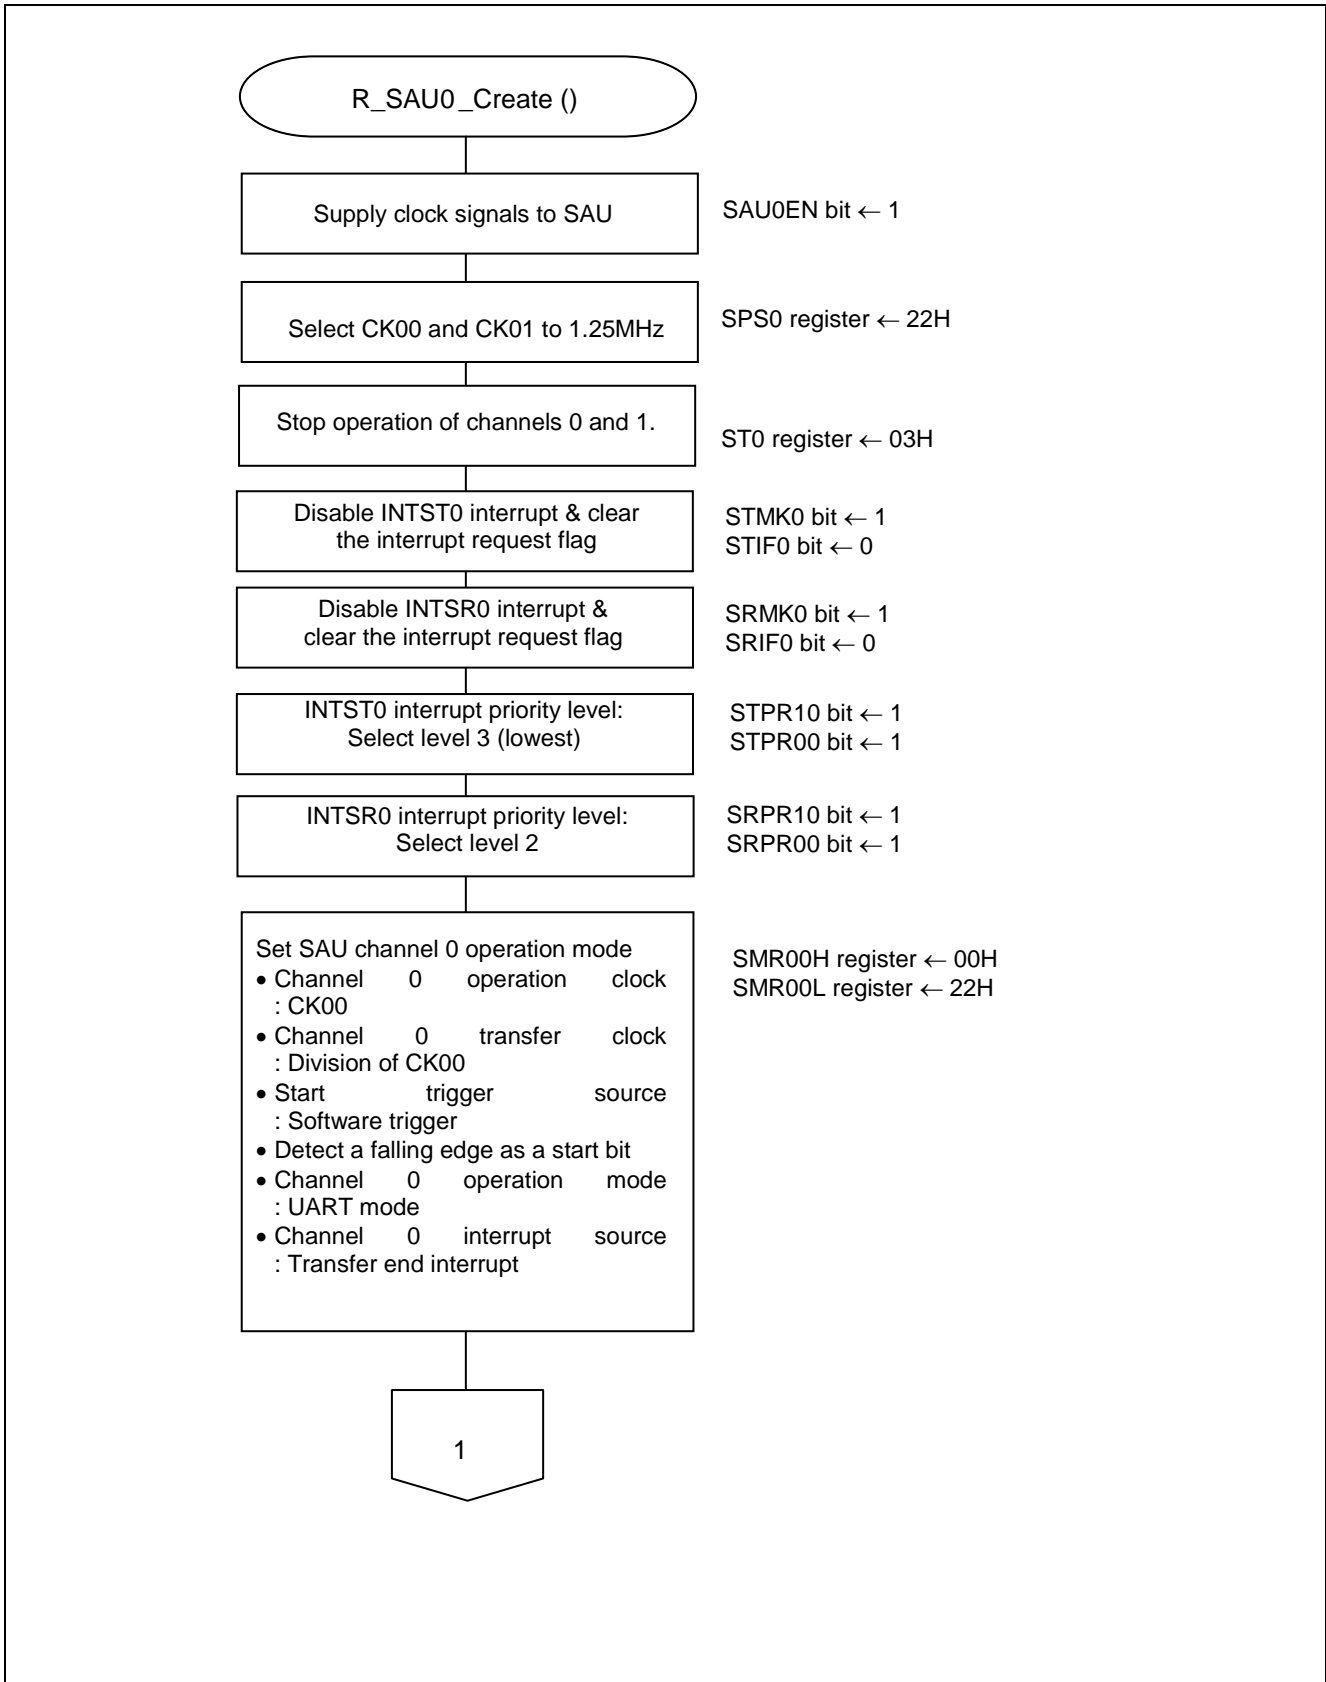 R_SAU0_Create ()
Supply clock signals to SAU
SAU0EN bit ← 1
Select CK00 and CK01 to 1.25MHz
SPS0 register ← 22H
Stop operation of channels 0 and 1.
ST0 register ← 03H
Disable INTST0 interrupt & clear
the interrupt request flag
STMK0 bit ← 1
STIF0 bit ← 0
Disable INTSR0 interrupt &
clear the interrupt request flag
SRMK0 bit ← 1
SRIF0 bit ← 0
INTST0 interrupt priority level:
Select level 3 (lowest)
STPR10 bit ← 1
STPR00 bit ← 1
INTSR0 interrupt priority level:
Select level 2
SRPR10 bit ← 1
SRPR00 bit ← 1
Set SAU channel 0 operation mode
• Channel 0 operation clock
: CK00
• Channel 0 transfer clock
: Division of CK00
• Start trigger source
: Software trigger
• Detect a falling edge as a start bit
• Channel 0 operation mode
: UART mode
• Channel 0 interrupt source
: Transfer end interrupt
SMR00H register ← 00H
SMR00L register ← 22H
1